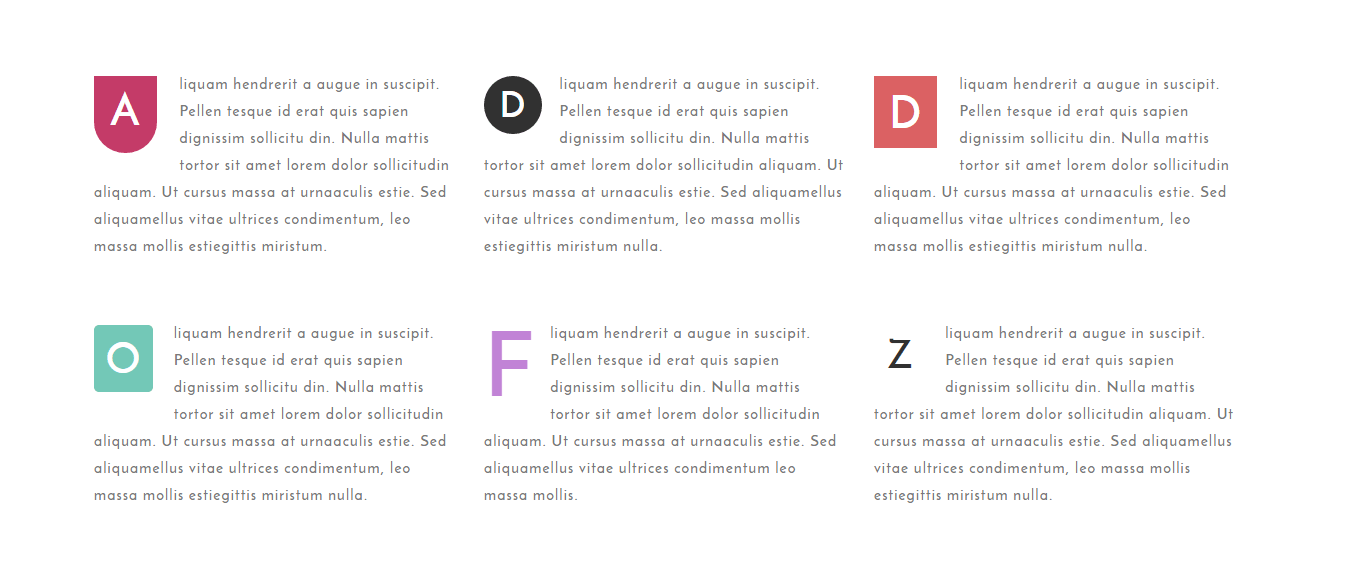 A liquam hendrerit a augue in suscipit.
Pellen tesque id erat quis sapien
dignissim sollicitu din. Nulla mattis
tortor sit amet lorem dolor sollicitudin
aliquam. Ut cursus massa at urnaaculis estie. Sed
aliquamellus vitae ultrices condimentum, leo
massa mollis estiegittis miristum.
D liquam hendrerit a augue in suscipit.
Pellen tesque id erat quis sapien
dignissim sollicitu din. Nulla mattis
tortor sit amet lorem dolor sollicitudin aliquam. Ut
cursus massa at urnaaculis estie. Sed aliquamellus
vitae ultrices condimentum, leo massa mollis
estiegittis miristum nulla.
D liquam hendrerit a augue in suscipit.
Pellen tesque id erat quis sapien
dignissim sollicitu din. Nulla mattis
tortor sit amet lorem dolor sollicitudin
aliquam. Ut cursus massa at urnaaculis estie. Sed
aliquamellus vitae ultrices condimentum, leo
massa mollis estiegittis miristum nulla.
O liquam hendrerit a augue in suscipit.
Pellen tesque id erat quis sapien
dignissim sollicitu din. Nulla mattis
tortor sit amet lorem dolor sollicitudin
aliquam. Ut cursus massa at urnaaculis estie. Sed
aliquamellus vitae ultrices condimentum, leo
massa mollis estiegittis miristum nulla.
F liquam hendrerit a augue in suscipit.
Pellen tesque id erat quis sapien
dignissim sollicitu din. Nulla mattis
tortor sit amet lorem dolor sollicitudin
aliquam. Ut cursus massa at urnaaculis estie. Sed
aliquamellus vitae ultrices condimentum leo
massa mollis.
Z liquam hendrerit a augue in suscipit.
Pellen tesque id erat quis sapien
dignissim sollicitu din. Nulla mattis
tortor sit amet lorem dolor sollicitudin aliquam. Ut
cursus massa at urnaaculis estie. Sed aliquamellus
vitae ultrices condimentum, leo massa mollis
estiegittis miristum nulla.